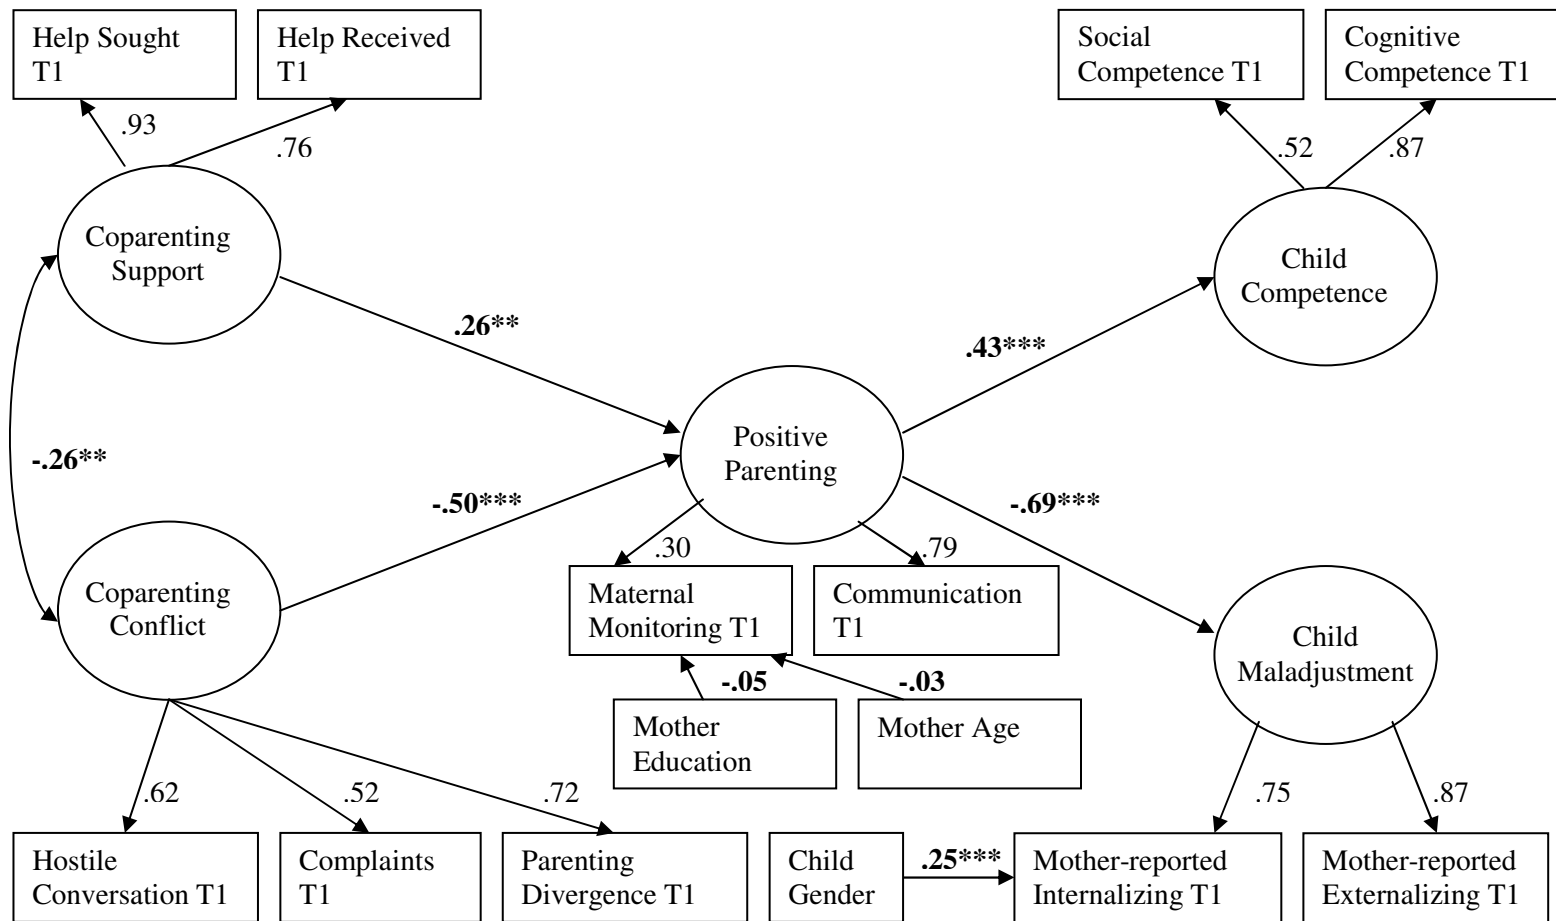 Help Sought
T1
Help Received
T1
Social
Competence T1
Cognitive
Competence T1
.93
.76
.52
.87
Coparenting
Support
Child
Competence
.26**
.43***
-.26**
Positive
Parenting
-.50***
-.69***
.30
.79
Coparenting
Conflict
Maternal
Monitoring T1
Communication
T1
Child
Maladjustment
-.05
-.03
Mother
Education
Mother Age
.62
.52
.72
.75
.87
Hostile
Conversation T1
Complaints
T1
Parenting
Divergence T1
Child
Gender
.25***
Mother-reported
Internalizing T1
Mother-reported
Externalizing T1